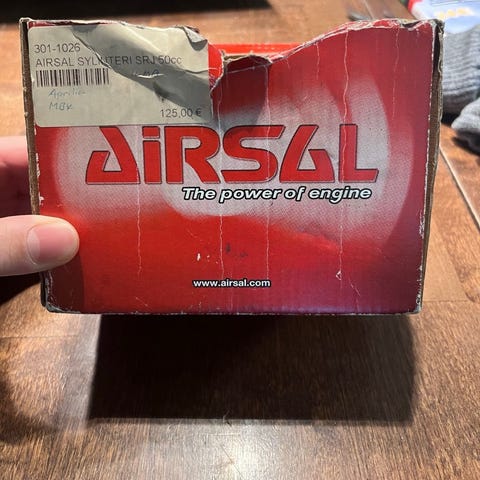 301-1026
AIRSAL SYLINTERI SRJ 50cc
Aprilia
MBK
125,00 €
AiRSAL
The power of engine
www.airsal.com